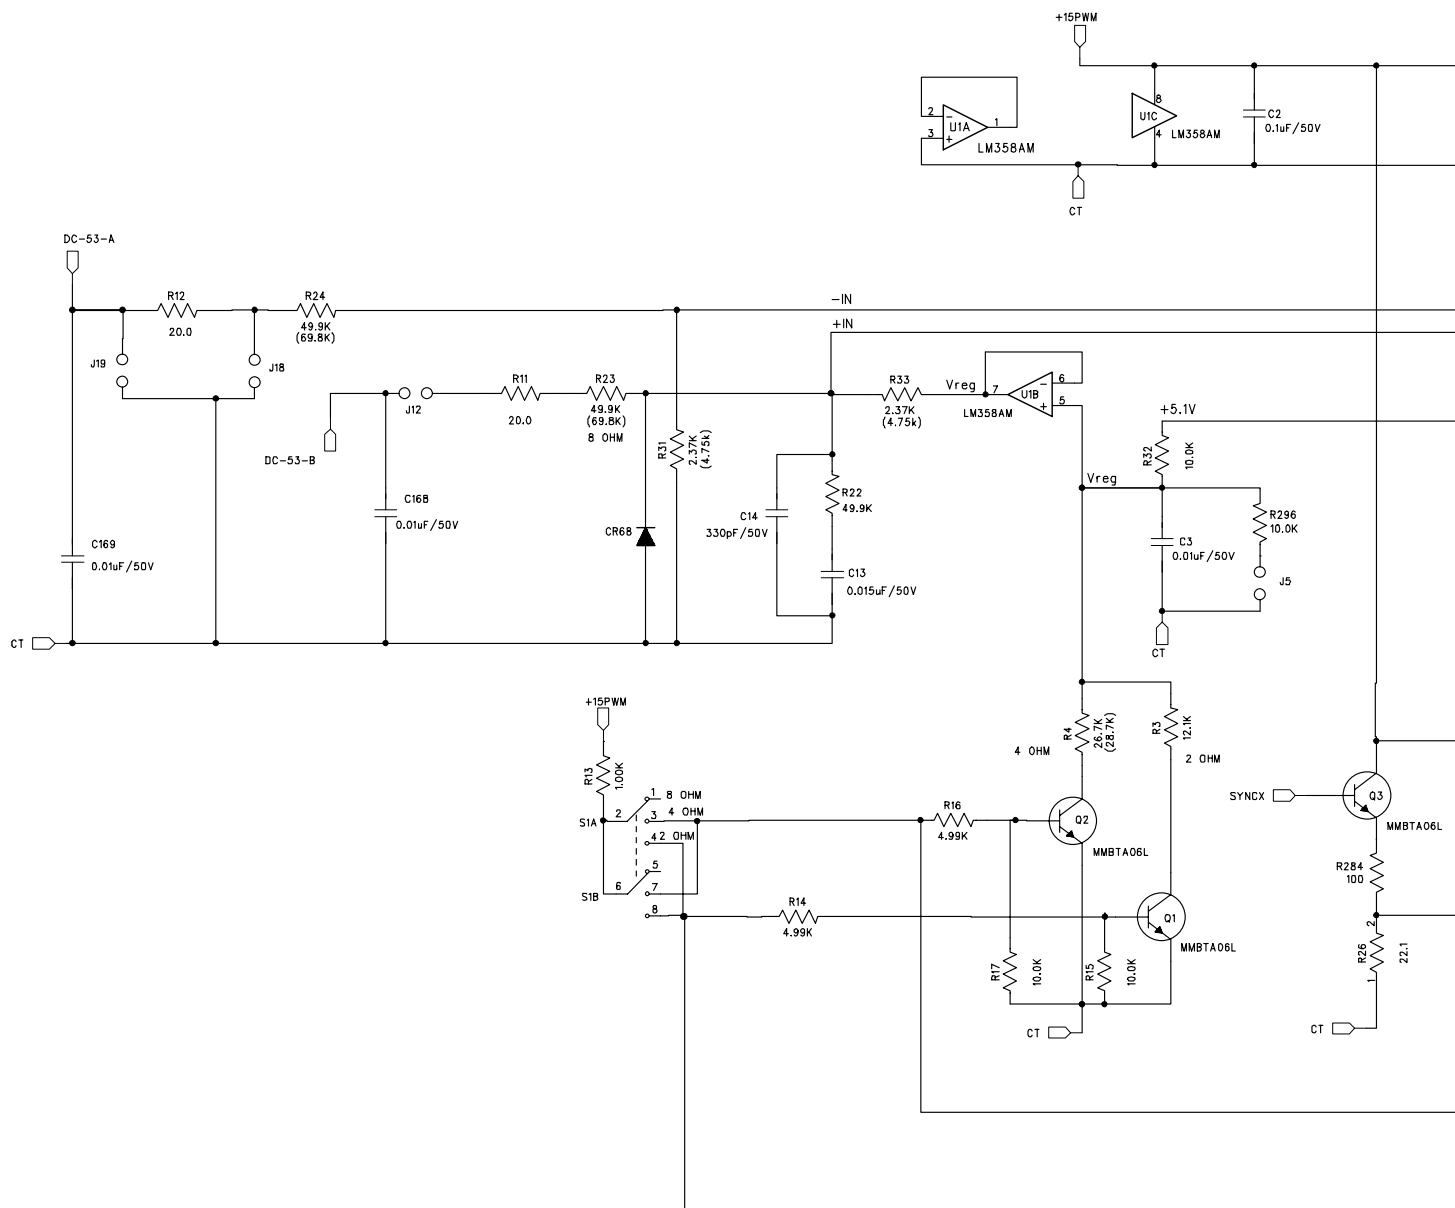 +15PWM
2
3
U1A
1
LM358AM
8
U1C
4
LM358AM
C2
0.1uF/50V
CT
DC-53-A
R12
20.0
R24
49.9K
(69.8K)
-IN
+IN
J19
J18
J12
R11
20.0
R23
49.9K
(69.8K)
8 OHM
DC-53-B
R31
2.37K
(4.75k)
R33
2.37K
(4.75k)
Vreg
7
U1B
6
5
LM358AM
+5.1V
R32
10.0K
Vreg
C168
0.01uF/50V
CR68
C14
330pF/50V
R22
49.9K
C13
0.015uF/50V
C3
0.01uF/50V
R296
10.0K
J5
C169
0.01uF/50V
CT
CT
+15PWM
R13
1.00K
R4
26.7K
(28.7K)
4 OHM
R3
12.1K
2 OHM
S1A
2
1
8 OHM
3
4 OHM
4
2 OHM
S1B
6
5
7
8
R16
4.99K
Q2
MMBTA06L
R14
4.99K
Q1
MMBTA06L
R17
10.0K
R15
10.0K
CT
SYNCX
Q3
MMBTA06L
R284
100
2
R26
22.1
1
CT